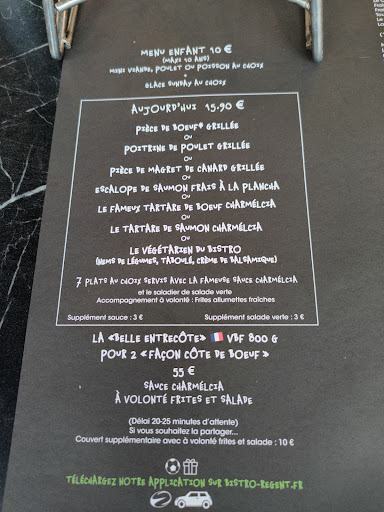 MENU ENFANT 10 €
(MAXI 10 ANS)
MINI VIANDE, POULET OU POISSON AU CHOIX
+
GLACE SUNDAY AU CHOIX
AUJOURD'HUI 15.90 €
PIÈCE DE BOEUF* GRILLÉE
OU
POITRINE DE POULET GRILLÉE
OU
PIÈCE DE MAGRET DE CANARD GRILLÉE
OU
ESCALOPE DE SAUMON FRAIS À LA PLANCHA
OU
LE FAMEUX TARTARE DE BOEUF CHARMÉLCIA
OU
LE TARTARE DE SAUMON CHARMÉLCIA
OU
LE VÉGÉTARIEN DU BISTRO
(NEMS DE LÉGUMES, TABOULÉ, CRÈME DE BALSAMIQUE)
7 PLATS AU CHOIX SERVIS AVEC LA FAMEUSE SAUCE CHARMÉLCIA
et le saladier de salade verte
Accompagnement à volonté : Frites allumettes fraîches
Supplément sauce : 3 € Supplément salade verte : 3 €
LA «BELLE ENTRECÔTE» VBF 800 G
POUR 2 «FAÇON CÔTE DE BOEUF»
55 €
SAUCE CHARMÉLCIA
À VOLONTÉ FRITES ET SALADE
(Délai 20-25 minutes d'attente)
Si vous souhaitez la partager...
Couvert supplémentaire avec à volonté frites et salade : 10 €
TÉLÉCHARGEZ NOTRE APPLICATION SUR BISTRO-REGENT.FR